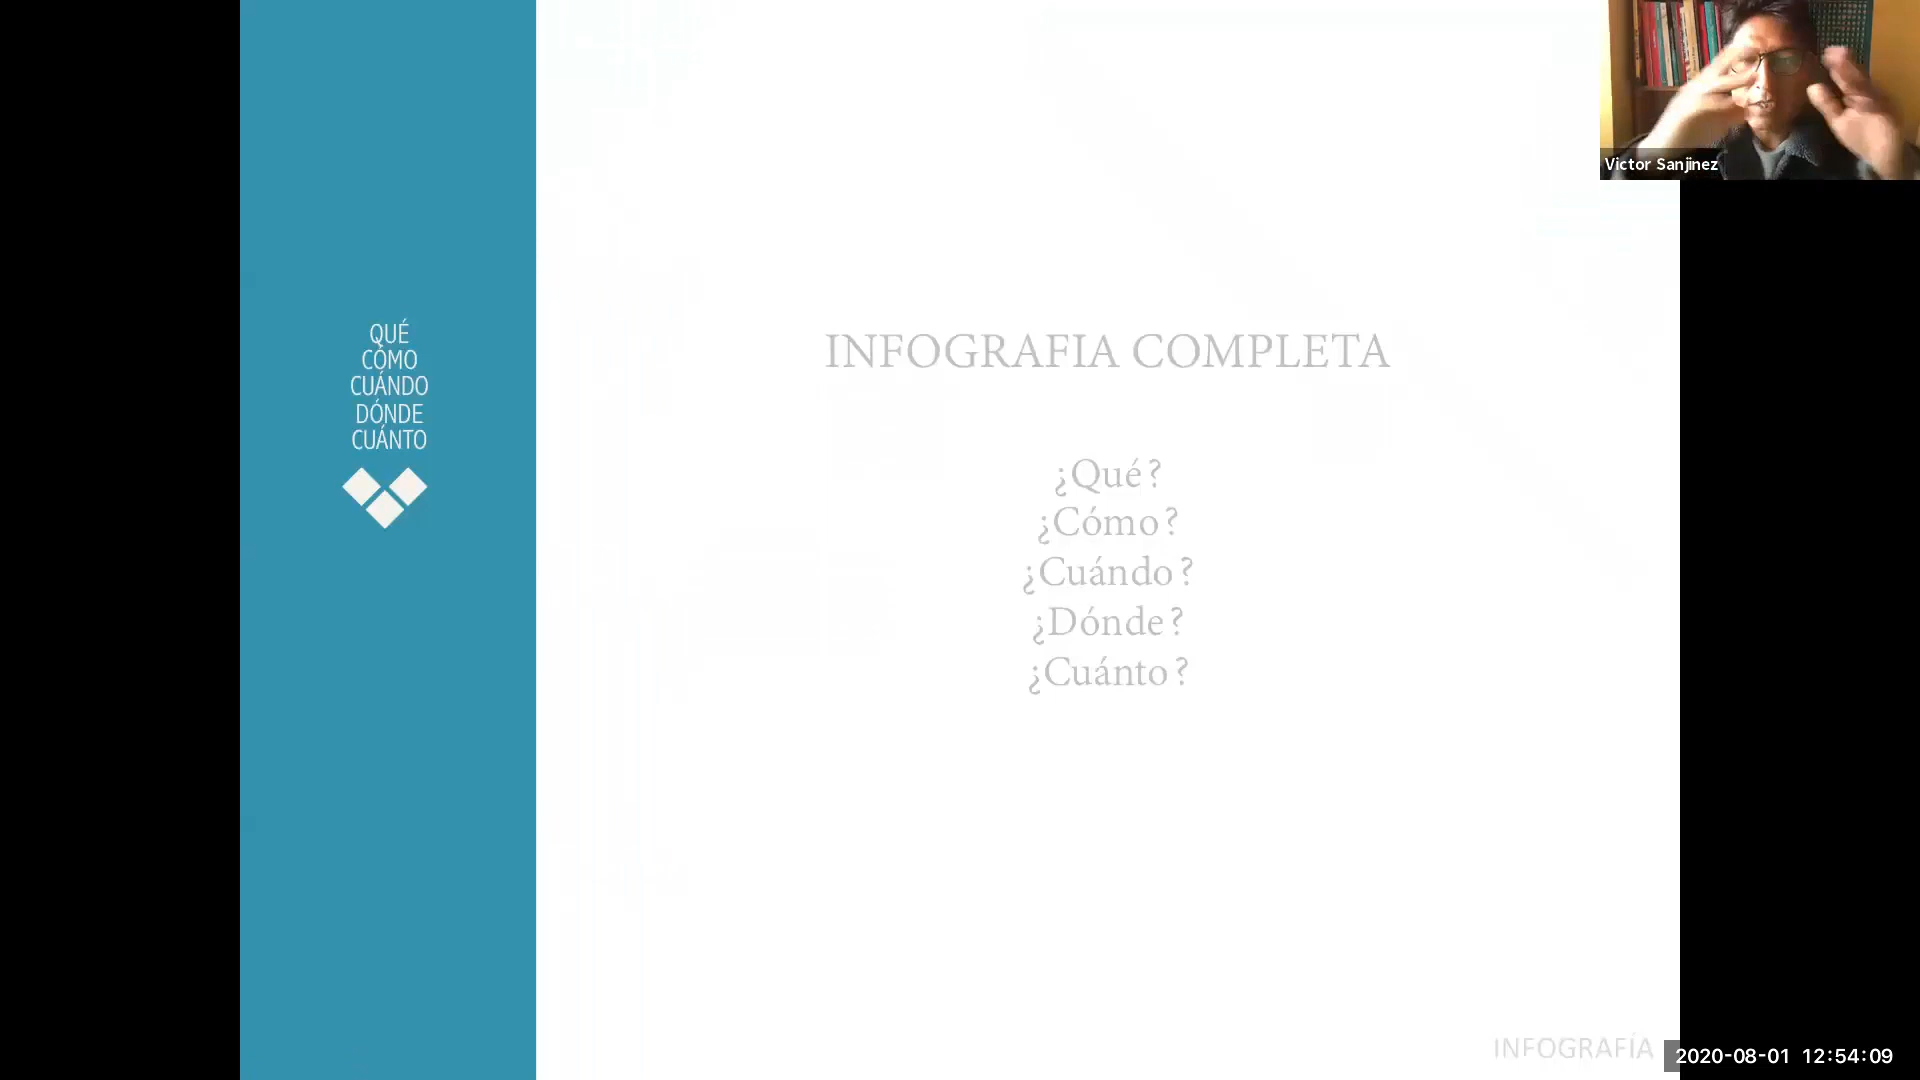 QUÉ
CÓMO
CUÁNDO
DÓNDE
CUÁNTO
INFOGRAFIA COMPLETA
¿Qué?
¿Cómo?
¿Cuándo?
¿Dónde?
¿Cuánto?
Victor Sanjinez
INFOGRAFÍA
2020-08-01 12:54:09